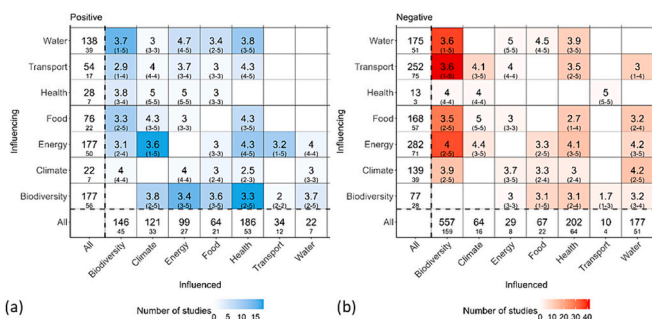 Positive
Influencing
Water 138 3.7 3 4.7 3.4 3.8
39 (1-5) (3-3) (4-5) (2-5) (3-5)
Transport 54 2.9 4 3.7 3 4.3
17 (1-4) (4-4) (3-4) (3-3) (4-5)
Health 28 3.8 5 5 3
7 (3-4) (5-5) (5-5) (3-3)
Food 76 3.3 4.3 3 4.3
22 (2-5) (3-5) (3-3) (3-5)
Energy 177 3.1 3.6 3 4.3 3.2 4
50 (2-4) (1-5) (3-3) (4-5) (1-5) (4-4)
Climate 22 4 4 3 2.5 3
7 (4-4) (4-4) (3-3) (2-3) (3-3)
Biodiversity 177 3.8 3.4 3.6 3.3 2 3.7
56 (2-5) (3-5) (3-5) (2-5) (2-2) (2-5)
All 146 121 99 64 186 34 22
45 33 27 21 53 12 7
All Biodiversity Climate Energy Food Health Transport Water
Influenced
(a)
Number of studies
0 5 10 15
Negative
Influencing
Water 175 3.6 5 4.5 3.9
51 (1-5) (5-5) (4-5) (3-5)
Transport 252 3.6 4.1 4 3.5 3
75 (3-5) (4-4) (2-5) (1-4)
Health 13 4 4 5
3 (4-4) (4-4) (5-5)
Food 168 3.5 5 3 2.7 3.2
57 (2-5) (5-5) (3-3) (1-4) (2-4)
Energy 282 4 4.4 3.3 4.1 4.2
71 (2-5) (3-5) (2-4) (3-5) (3-5)
Climate 139 3.9 3.7 3.3 3 4.2
39 (2-5) (3-5) (2-4) (2-4) (2-5)
Biodiversity 77 3 3.1 3.1 1.7 3.2
28 (3-3) (1-5) (2-4) (1-3) (3-4)
All 557 64 29 67 202 10 177
159 16 8 22 64 4 51
All Biodiversity Climate Energy Food Health Transport Water
Influenced
(b)
Number of studies
0 10 20 30 40